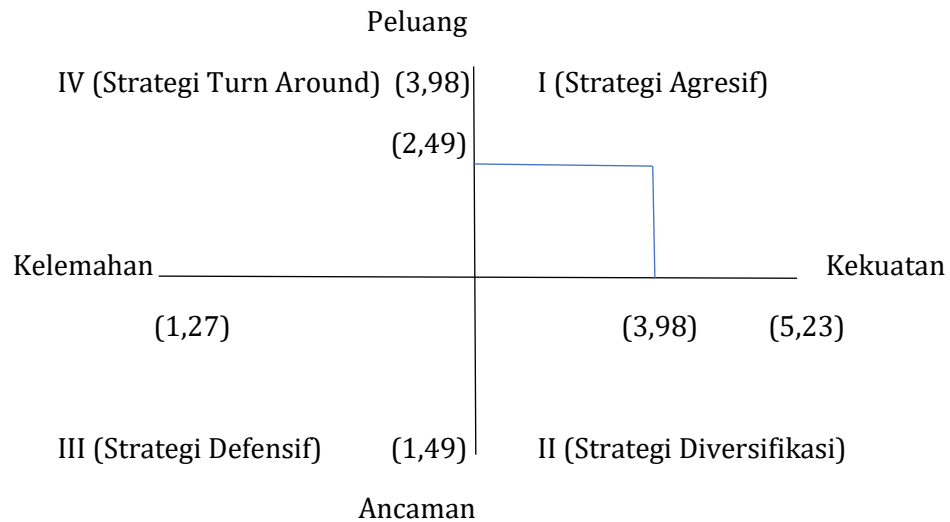 Peluang
IV (Strategi Turn Around) (3,98) I (Strategi Agresif)
(2,49)
Kelemahan Kekuatan
(1,27) (3,98) (5,23)
III (Strategi Defensif) (1,49) II (Strategi Diversifikasi)
Ancaman